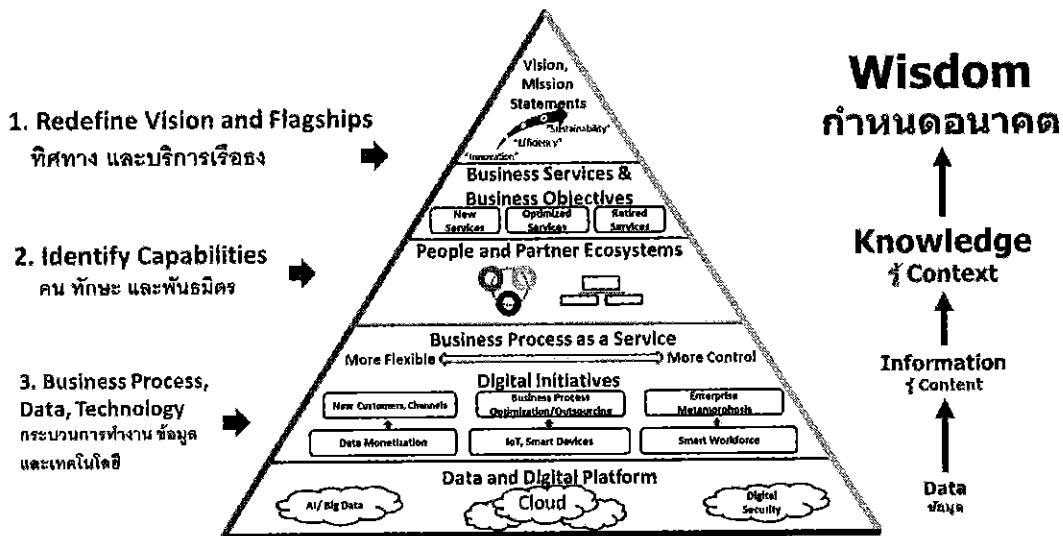 1. Redefine Vision and Flagships
ทิศทาง และบริการเรือธง
2. Identify Capabilities
คน ทักษะ และพันธมิตร
3. Business Process,
Data, Technology
กระบวนการทำงาน ข้อมูล
และเทคโนโลยี
Vision,
Mission
Statements
"Sustainability"
"Efficiency"
"Innovation"
Business Services &
Business Objectives
New
Services
Optimized
Services
Retired
Services
People and Partner Ecosystems
Business Process as a Service
More Flexible
More Control
Digital Initiatives
New Customers, Channels
Business Process
Optimization/Outsourcing
Enterprise
Metamorphosis
Data Monetization
IoT, Smart Devices
Smart Workforce
Data and Digital Platform
AI/ Big Data
Cloud
Digital
Security
Wisdom
กำหนดอนาคต
Knowledge
รู้ Context
Information
รู้ Content
Data
ข้อมูล